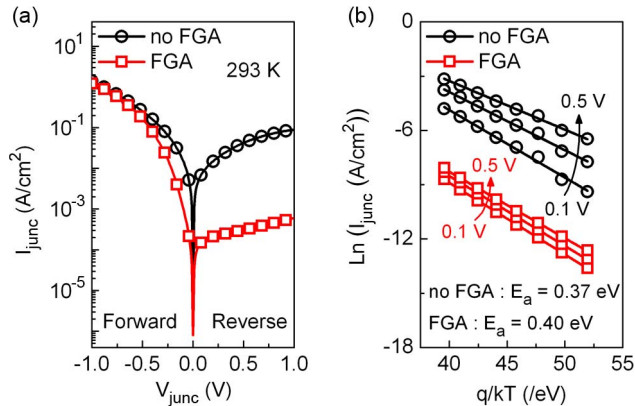 (a)
no FGA
FGA
293 K
10¹
10⁻¹
10⁻³
10⁻⁵
I_junc (A/cm²)
Forward
Reverse
-1.0 -0.5 0.0 0.5 1.0
V_junc (V)
(b)
no FGA
FGA
0
-6
-12
-18
Ln (I_junc (A/cm²))
0.5 V
0.1 V
0.5 V
0.1 V
no FGA : E_a = 0.37 eV
FGA : E_a = 0.40 eV
40 45 50 55
q/kT (/eV)